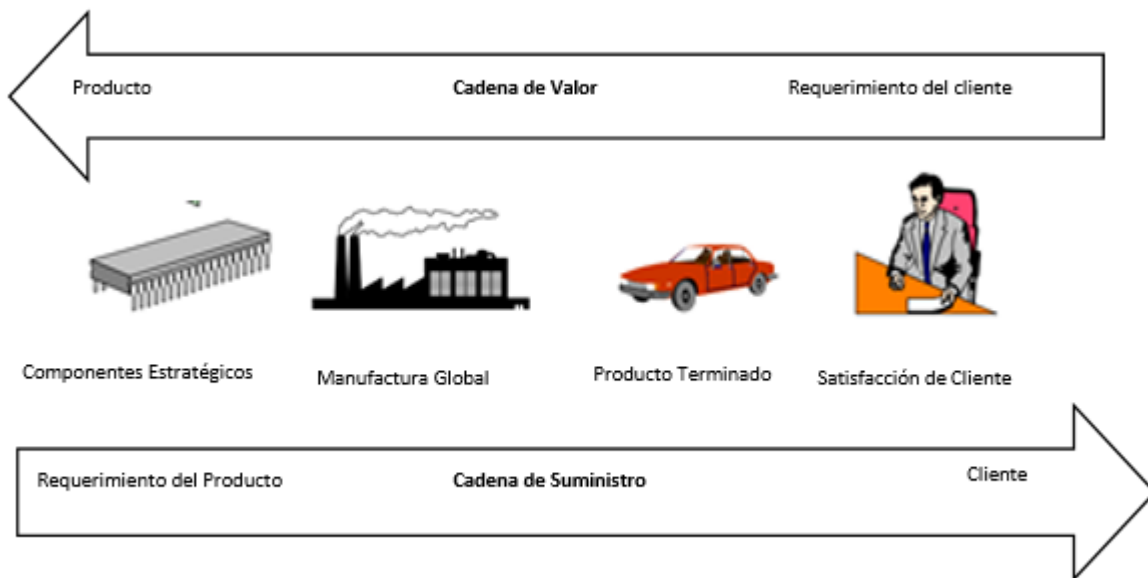 Producto
Cadena de Valor
Requerimiento del cliente
Componentes Estratégicos
Manufactura Global
Producto Terminado
Satisfacción de Cliente
Requerimiento del Producto
Cadena de Suministro
Cliente